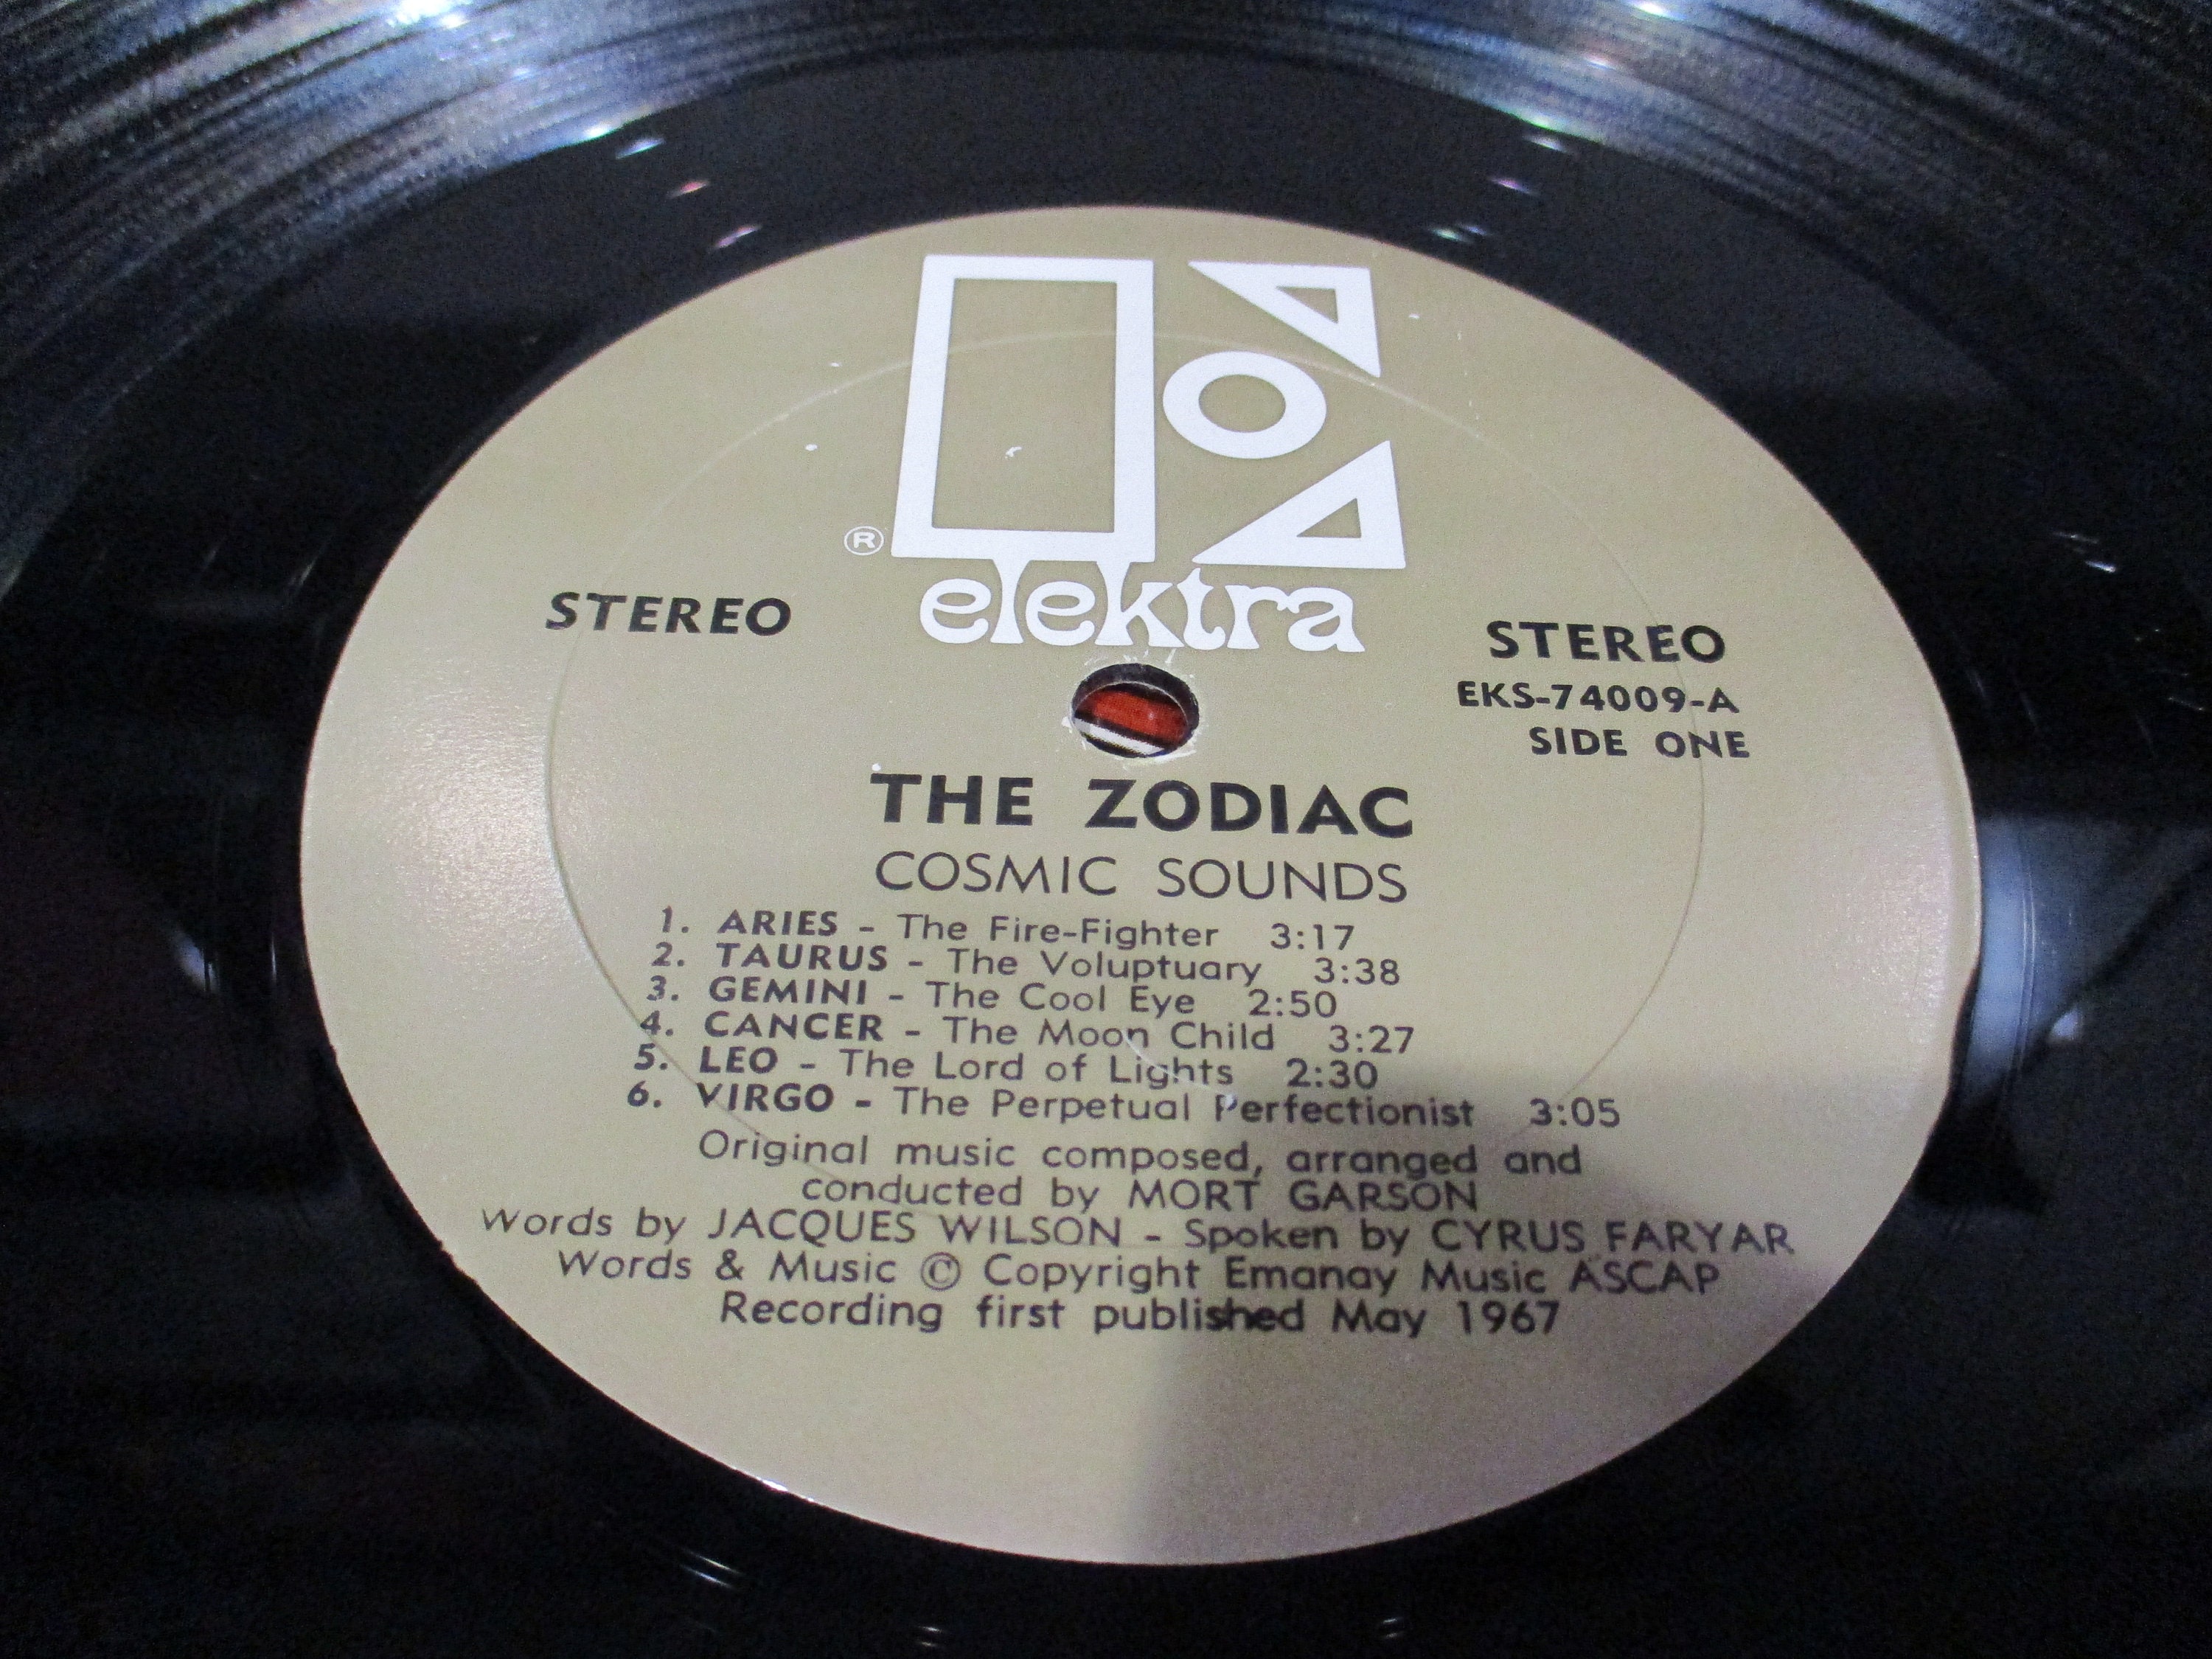 ®
elektra
STEREO
STEREO
EKS-74009-A
SIDE ONE
THE ZODIAC
COSMIC SOUNDS
1. ARIES - The Fire-Fighter 3:17
2. TAURUS - The Voluptuary 3:38
3. GEMINI - The Cool Eye 2:50
4. CANCER - The Moon Child 3:27
5. LEO - The Lord of Lights 2:30
6. VIRGO - The Perpetual Perfectionist 3:05
Original music composed, arranged and
conducted by MORT GARSON
Words by JACQUES WILSON - Spoken by CYRUS FARYAR
Words & Music © Copyright Emanay Music ASCAP
Recording first published May 1967